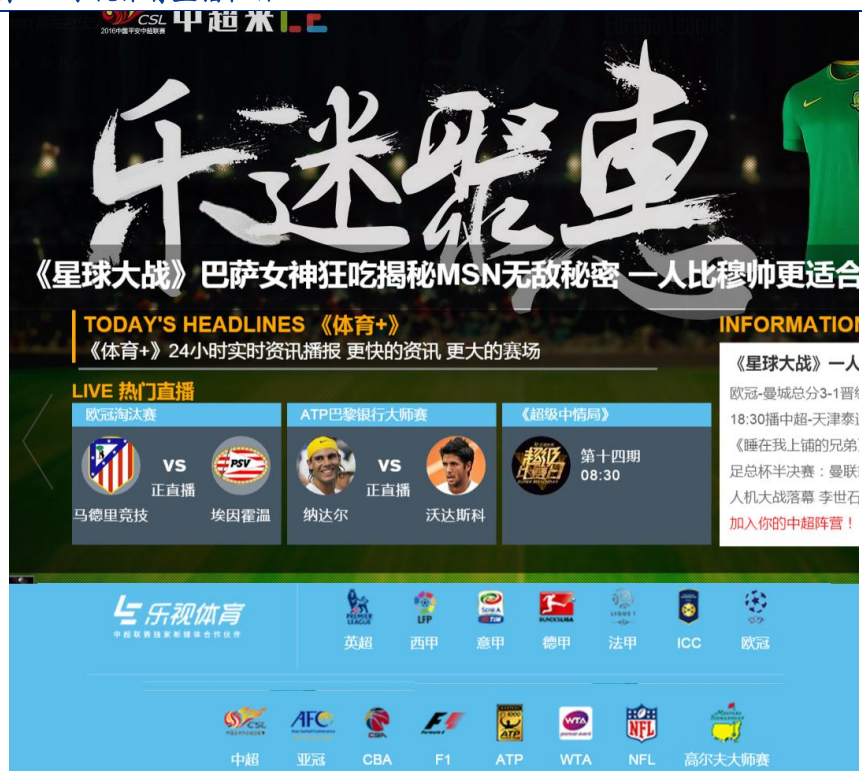 CSL 中超米
2016中国平安中超联赛
乐迷聚惠
《星球大战》巴萨女神狂吃揭秘MSN无敌秘密 一人比穆帅更适合
TODAY'S HEADLINES 《体育+》
《体育+》24小时实时资讯播报 更快的资讯 更大的赛场
INFORMATION
LIVE 热门直播
欧冠淘汰赛
ATP巴黎银行大师赛
《超级中情局》
PSV
VS
正直播
马德里竞技
埃因霍温
VS
正直播
纳达尔
沃达斯科
第十四期
08:30
《星球大战》一人
欧冠-曼城总分3-1晋
18:30播中超-天津泰
《睡在我上铺的兄弟
足总杯半决赛：曼联
人机大战落幕 李世石
加入你的中超阵营！
乐视体育
中超联赛独家新媒体合作伙伴
英超
西甲
意甲
德甲
法甲
ICC
欧冠
中超
亚冠
CBA
F1
ATP
WTA
NFL
高尔夫大师赛